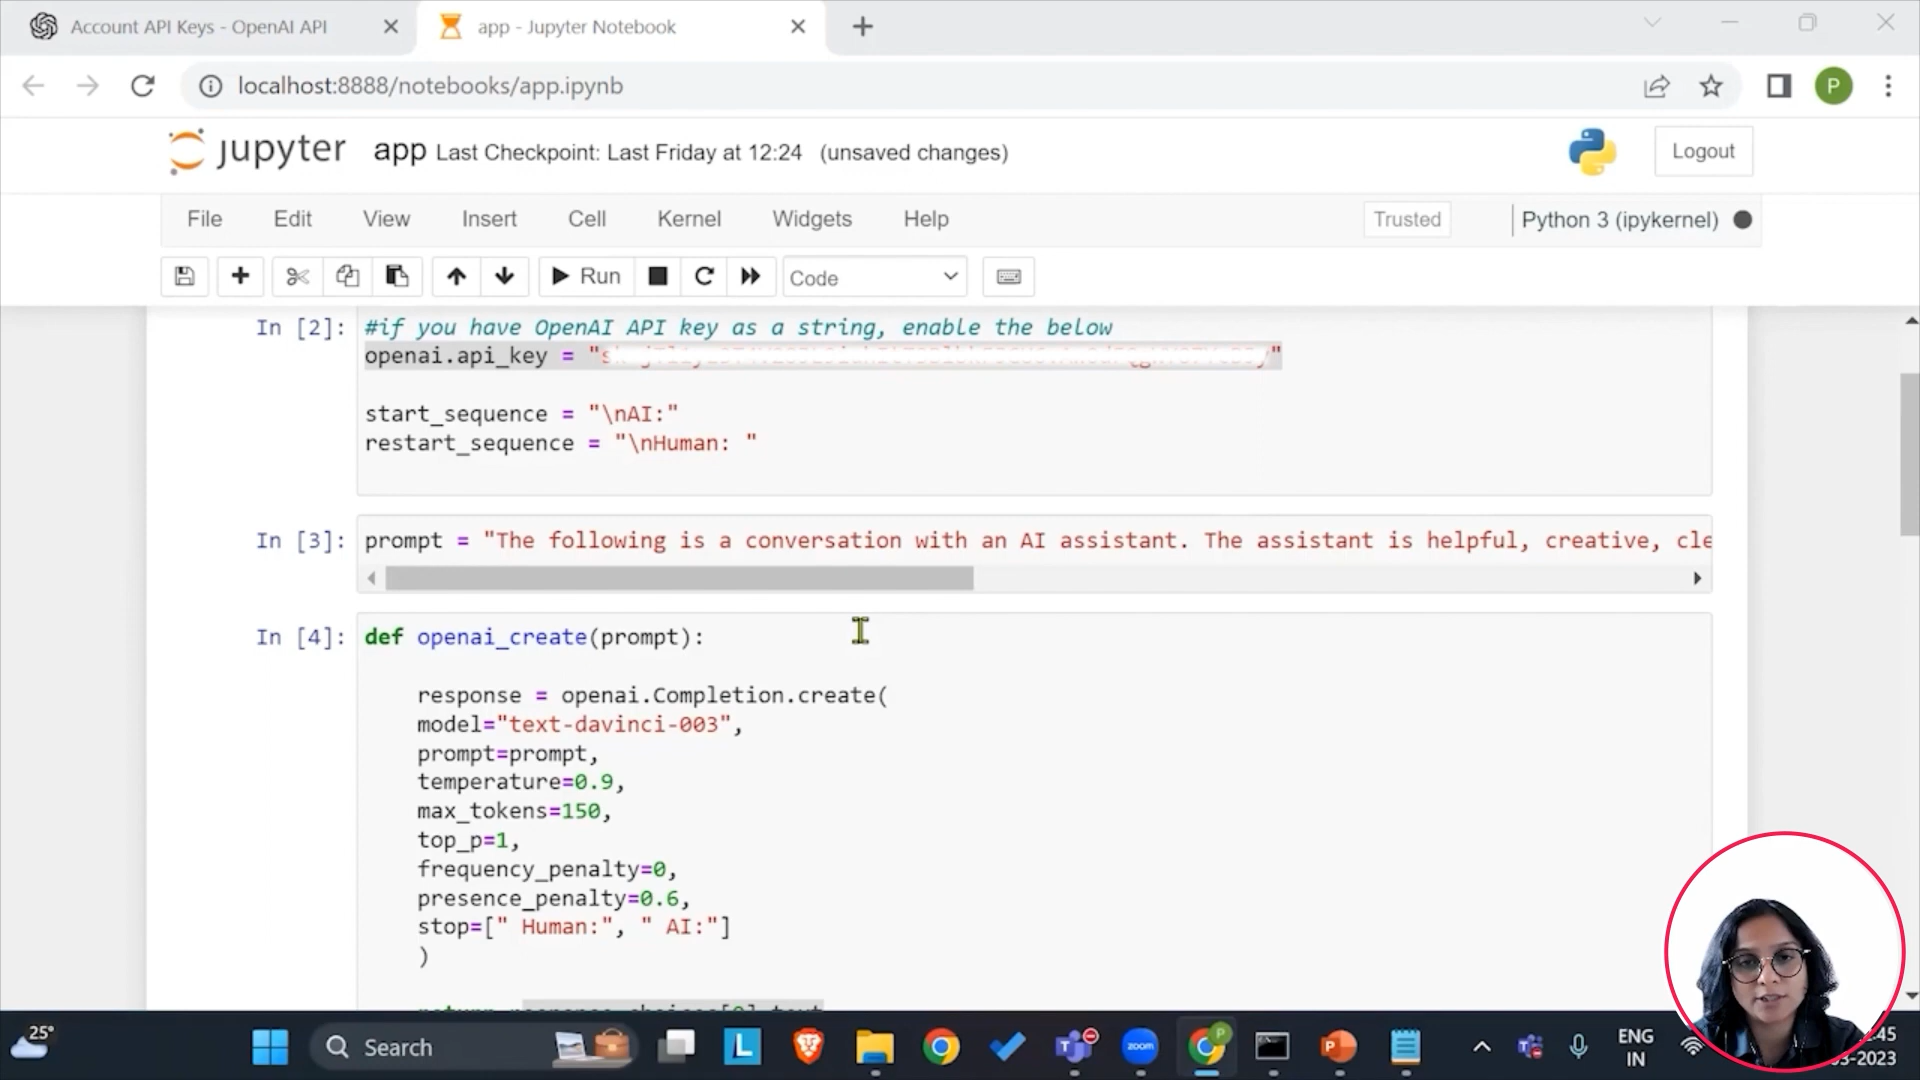 Account API Keys - OpenAI API
app - Jupyter Notebook
localhost:8888/notebooks/app.ipynb
P
jupyter app Last Checkpoint: Last Friday at 12:24 (unsaved changes)
Logout
File Edit View Insert Cell Kernel Widgets Help
Trusted
Python 3 (ipykernel)
Run
Code
In [2]: #if you have OpenAI API key as a string, enable the below
openai.api_key = "
start_sequence = "\nAI:"
restart_sequence = "\nHuman: "
In [3]: prompt = "The following is a conversation with an AI assistant. The assistant is helpful, creative, cle
In [4]: def openai_create(prompt):
response = openai.Completion.create(
model="text-davinci-003",
prompt=prompt,
temperature=0.9,
max_tokens=150,
top_p=1,
frequency_penalty=0,
presence_penalty=0.6,
stop=[" Human:", " AI:"]
)
25°
Search
L
zoom
P
ENG
IN
:45
-2023